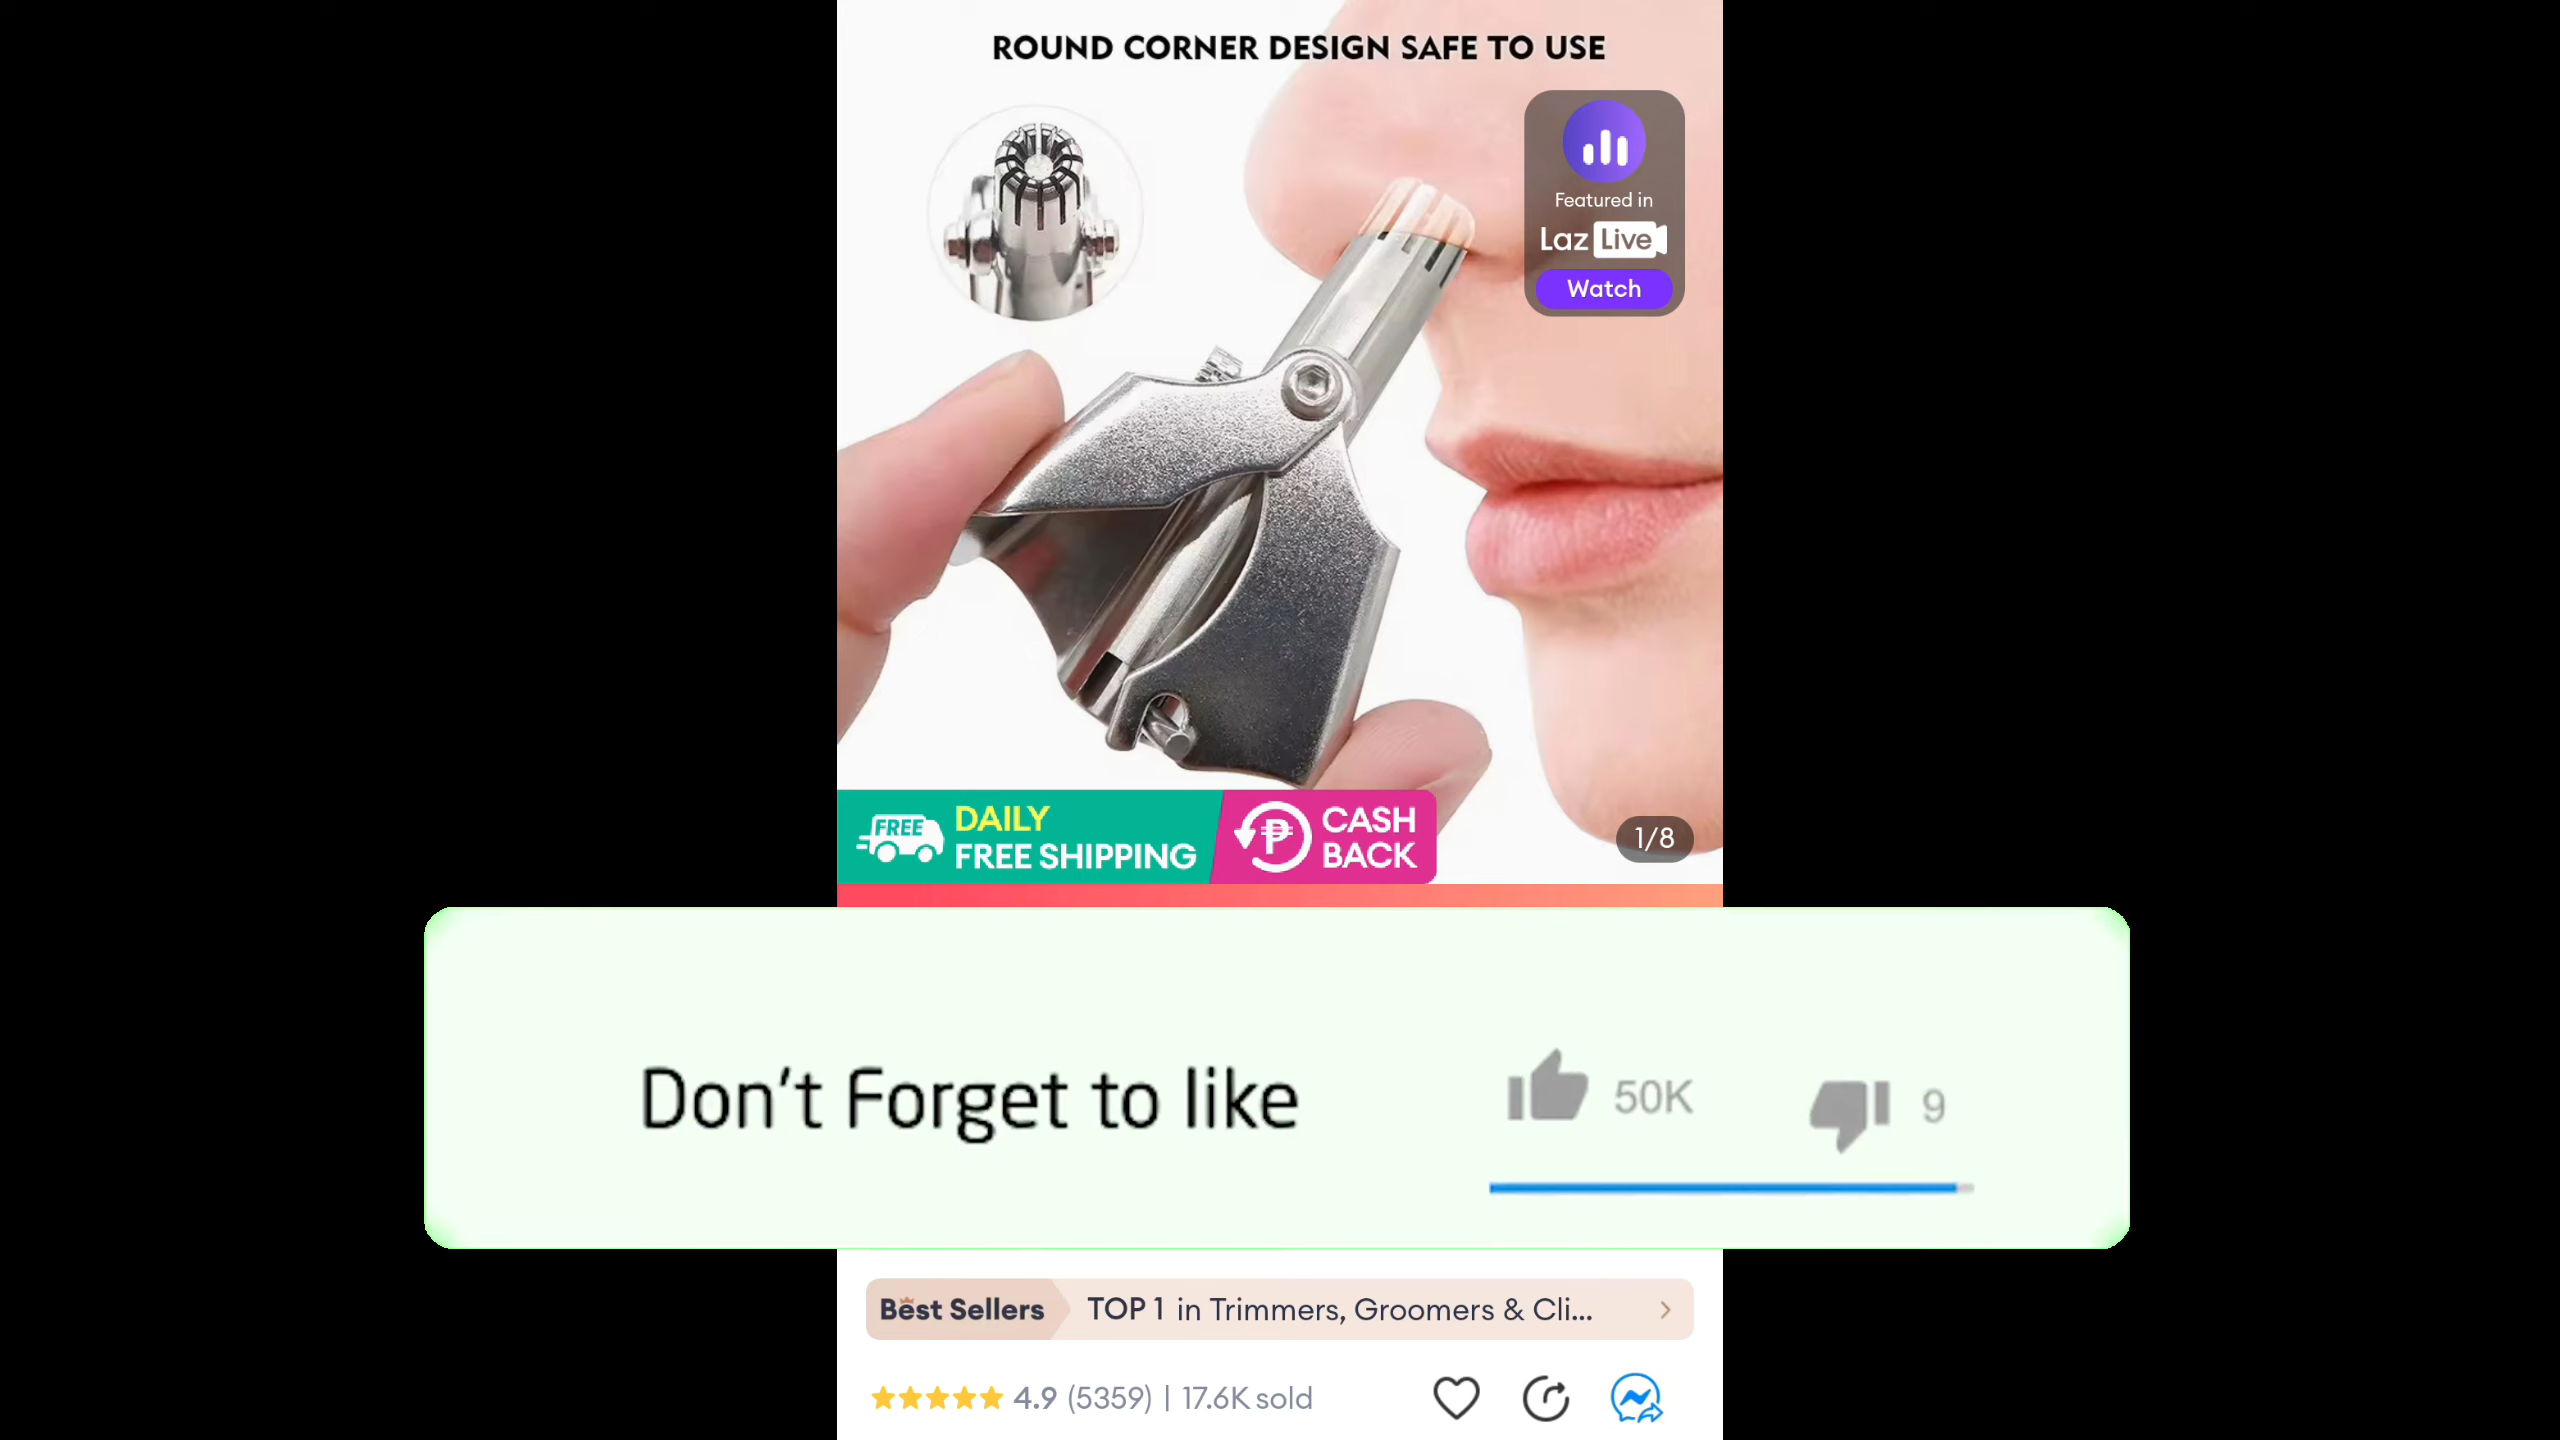 ROUND CORNER DESIGN SAFE TO USE
Featured in
Laz Live
Watch
FREE
DAILY
FREE SHIPPING
₱
CASH
BACK
1/8
Don't Forget to like
50K
9
Best Sellers
TOP 1 in Trimmers, Groomers & Cli...
4.9 (5359) | 17.6K sold